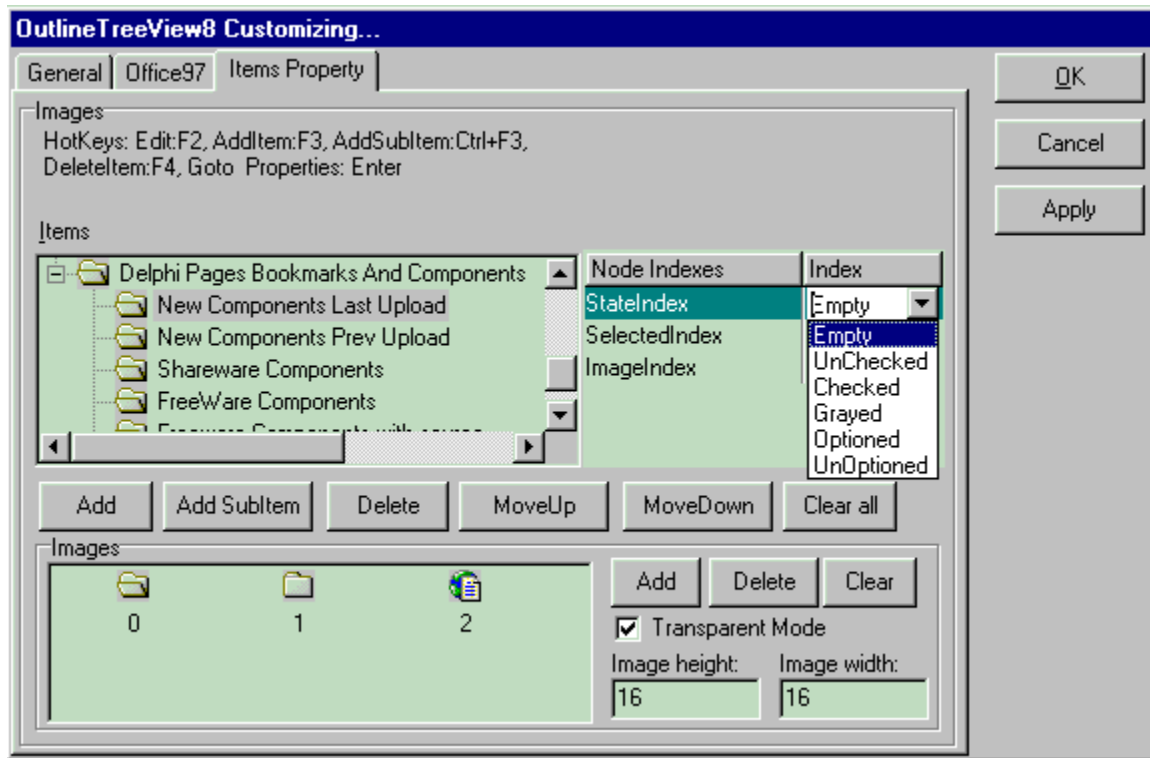 OutlineTreeView8 Customizing...
General Office97 Items Property
OK
Cancel
Apply
Images
HotKeys: Edit:F2, AddItem:F3, AddSubItem:Ctrl+F3,
DeleteItem:F4, Goto Properties: Enter
Items
Delphi Pages Bookmarks And Components
New Components Last Upload
New Components Prev Upload
Shareware Components
FreeWare Components
Freeware Components with source
Node Indexes Index
StateIndex Empty
SelectedIndex
ImageIndex
Empty
UnChecked
Checked
Grayed
Optioned
UnOptioned
Add Add SubItem Delete MoveUp MoveDown Clear all
Images
0 1 2
Add Delete Clear
Transparent Mode
Image height: Image width:
16 16